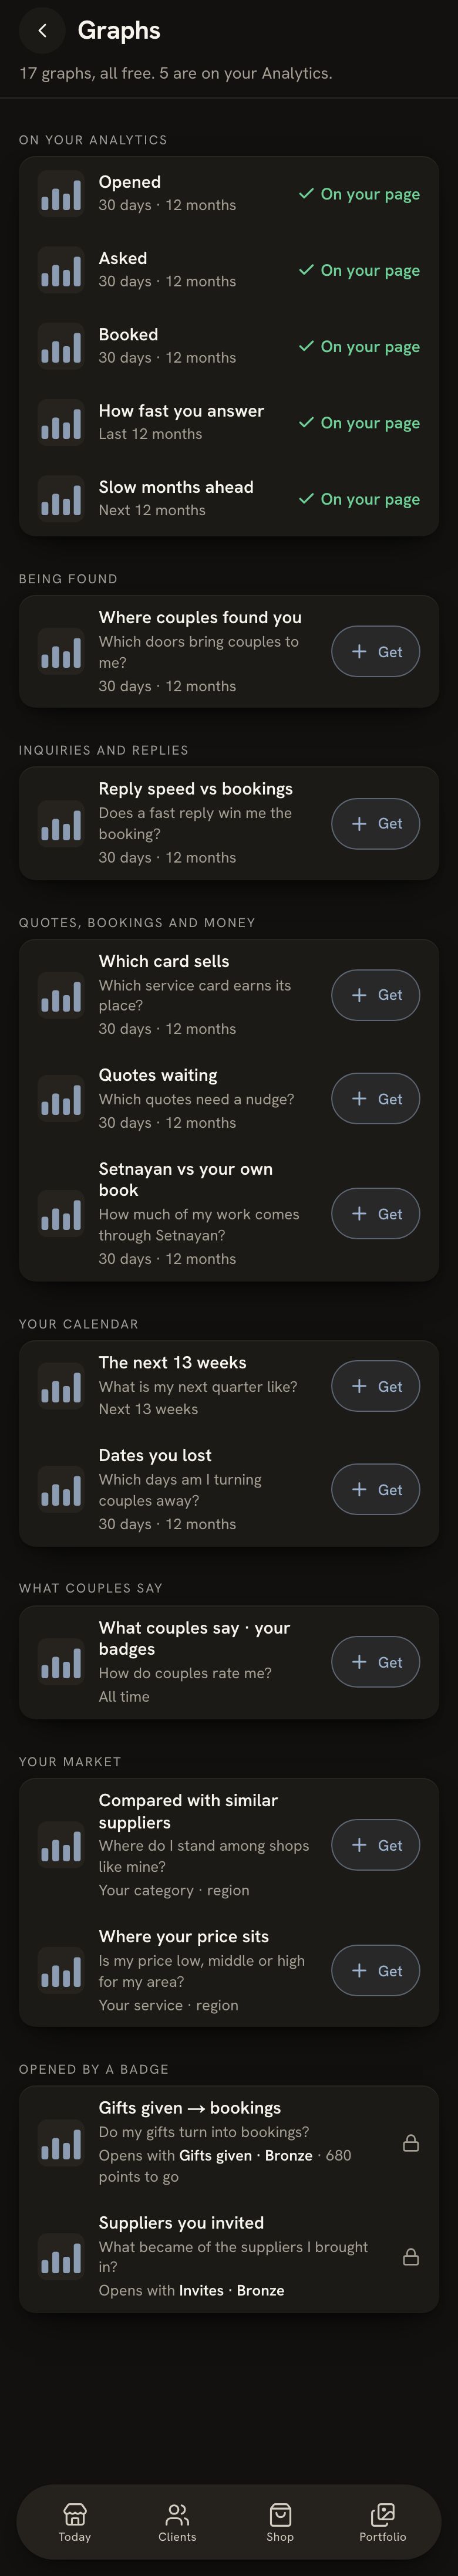 Graphs
17 graphs, all free. 5 are on your Analytics.
ON YOUR ANALYTICS
Opened
30 days · 12 months
On your page
Asked
30 days · 12 months
On your page
Booked
30 days · 12 months
On your page
How fast you answer
Last 12 months
On your page
Slow months ahead
Next 12 months
On your page
BEING FOUND
Where couples found you
Which doors bring couples to
me?
30 days · 12 months
Get
INQUIRIES AND REPLIES
Reply speed vs bookings
Does a fast reply win me the
booking?
30 days · 12 months
Get
QUOTES, BOOKINGS AND MONEY
Which card sells
Which service card earns its
place?
30 days · 12 months
Get
Quotes waiting
Which quotes need a nudge?
30 days · 12 months
Get
Setnayan vs your own
book
How much of my work comes
through Setnayan?
30 days · 12 months
Get
YOUR CALENDAR
The next 13 weeks
What is my next quarter like?
Next 13 weeks
Get
Dates you lost
Which days am I turning
couples away?
30 days · 12 months
Get
WHAT COUPLES SAY
What couples say · your
badges
How do couples rate me?
All time
Get
YOUR MARKET
Compared with similar
suppliers
Where do I stand among shops
like mine?
Your category · region
Get
Where your price sits
Is my price low, middle or high
for my area?
Your service · region
Get
OPENED BY A BADGE
Gifts given → bookings
Do my gifts turn into bookings?
Opens with Gifts given · Bronze · 680
points to go
Suppliers you invited
What became of the suppliers I brought
in?
Opens with Invites · Bronze
Today
Clients
Shop
Portfolio